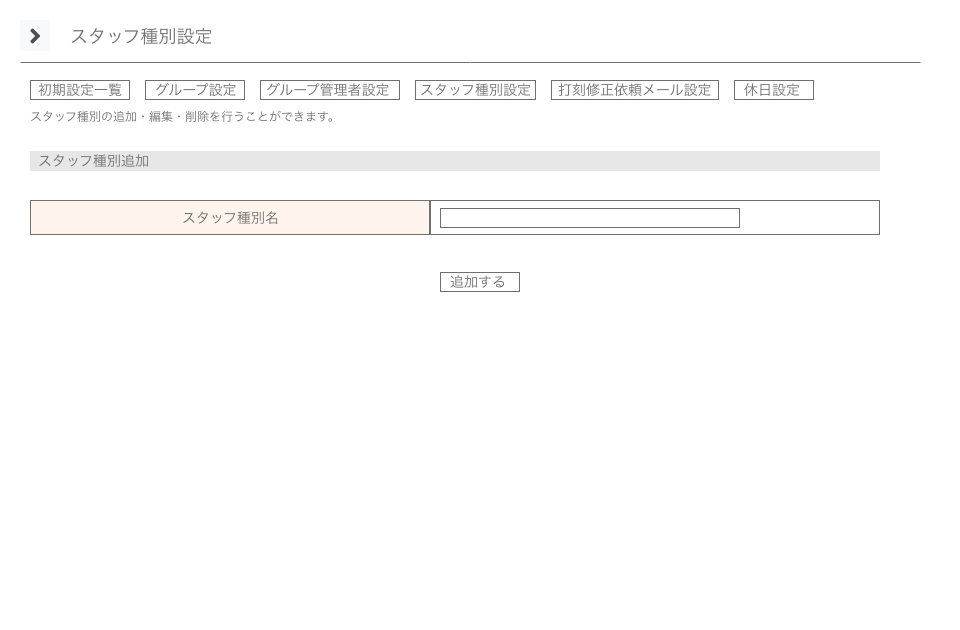 スタッフ種別設定
初期設定一覧 グループ設定 グループ管理者設定 スタッフ種別設定 打刻修正依頼メール設定 休日設定
スタッフ種別の追加・編集・削除を行うことができます。
スタッフ種別追加
スタッフ種別名
追加する